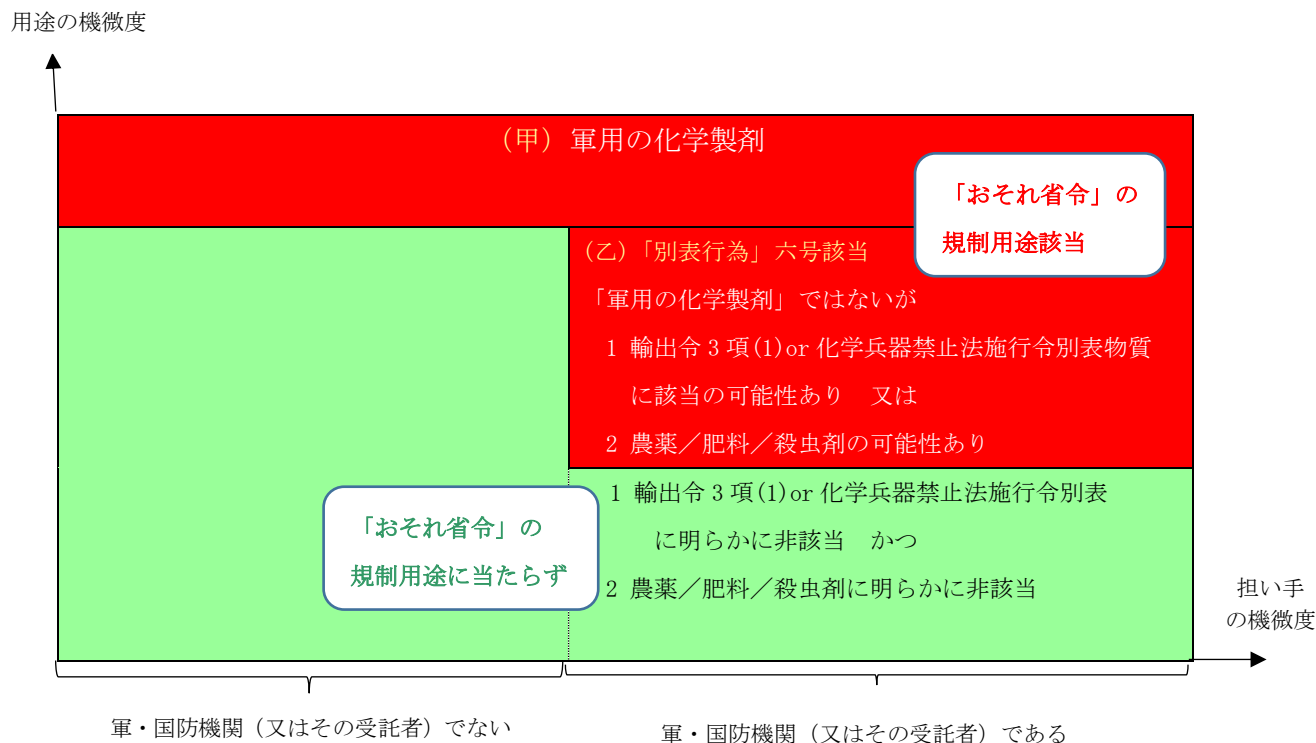 用途の機微度
(甲)軍用の化学製剤
「おそれ省令」の
規制用途該当
(乙)「別表行為」六号該当
「軍用の化学製剤」ではないが
1 輸出令3項(1)or 化学兵器禁止法施行令別表物質
に該当の可能性あり 又は
2 農薬/肥料/殺虫剤の可能性あり
1 輸出令3項(1)or 化学兵器禁止法施行令別表
に明らかに非該当 かつ
2 農薬/肥料/殺虫剤に明らかに非該当
「おそれ省令」の
規制用途に当たらず
担い手
の機微度
軍・国防機関(又はその受託者)でない
軍・国防機関(又はその受託者)である